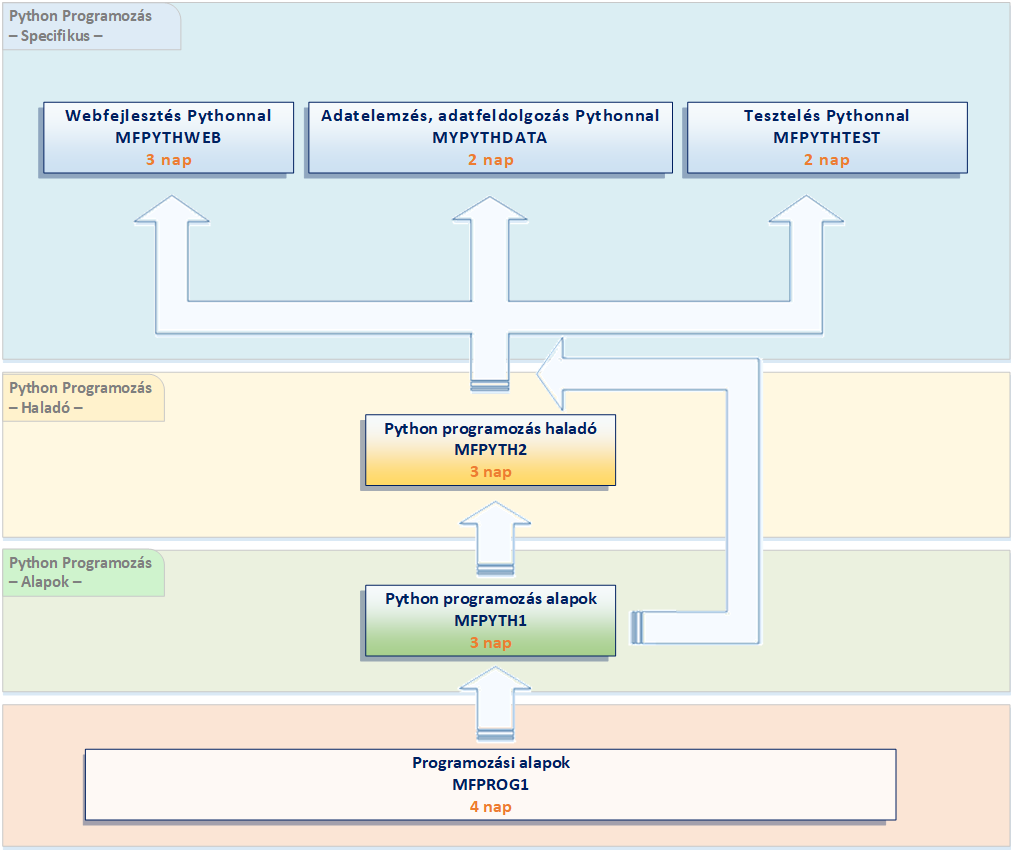 Python Programozás
– Specifikus –
Webfejlesztés Pythonnal
MFPYTHWEB
3 nap
Adatelemzés, adatfeldolgozás Pythonnal
MYPYTHDATA
2 nap
Tesztelés Pythonnal
MFPYTHTEST
2 nap
Python Programozás
– Haladó –
Python programozás haladó
MFPYTH2
3 nap
Python Programozás
– Alapok –
Python programozás alapok
MFPYTH1
3 nap
Programozási alapok
MFPROG1
4 nap